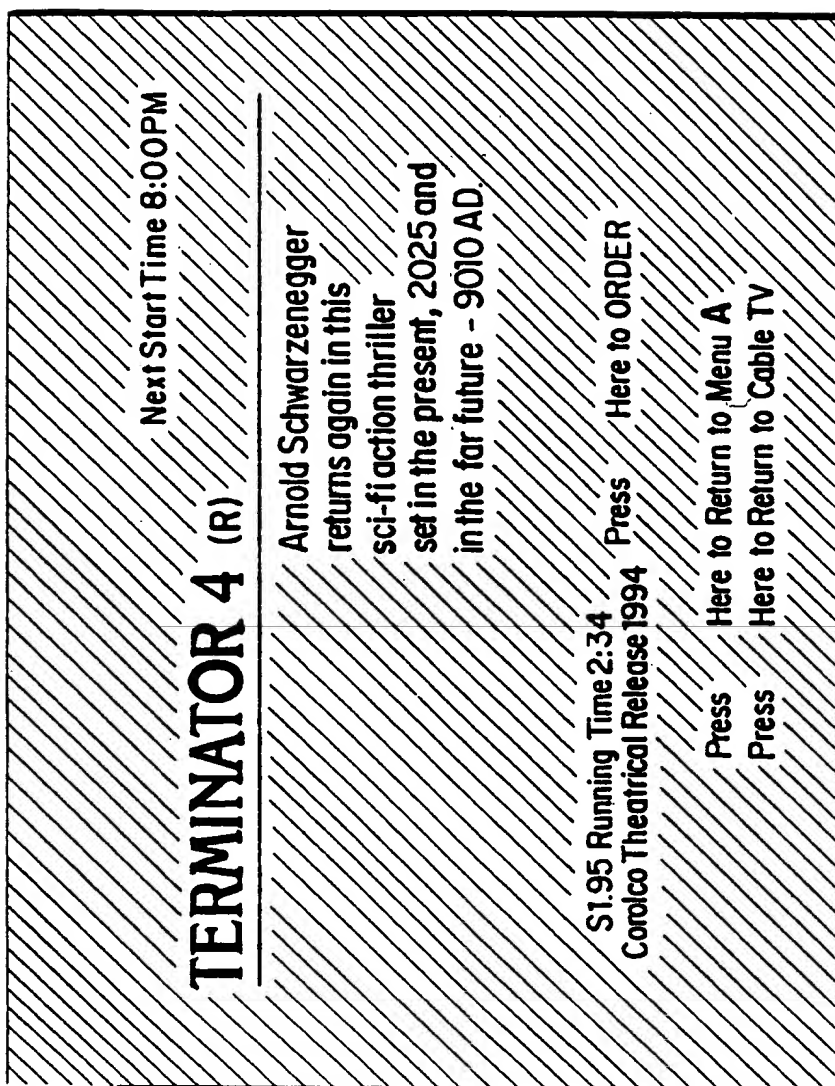 Next Start Time 8:00PM
TERMINATOR 4 (R)
Arnold Schwarzenegger
returns again in this
sci-fi action thriller
set in the present, 2025 and
in the far future - 9010 AD.
S1.95 Running Time 2:34
Corolco Theatrical Release 1994
Press Here to ORDER
Press Here to Return to Menu A
Press Here to Return to Cable TV